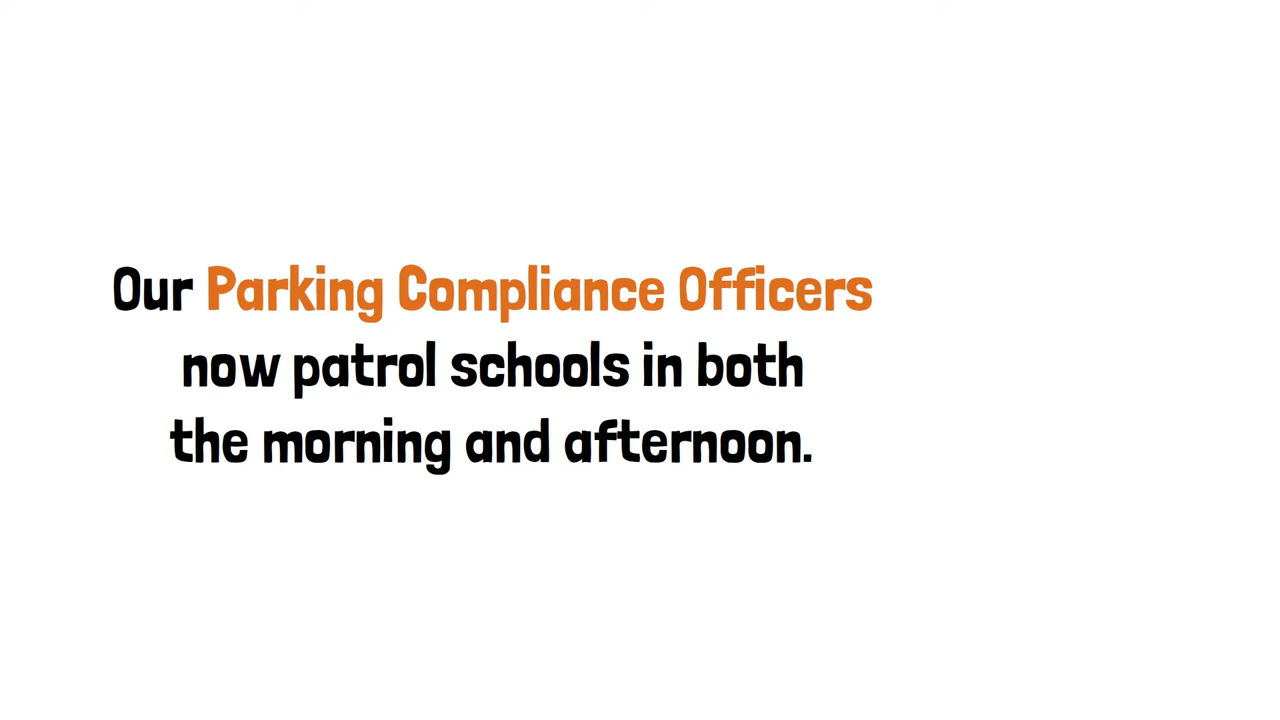 Our Parking Compliance Officers
now patrol schools in both
the morning and afternoon.